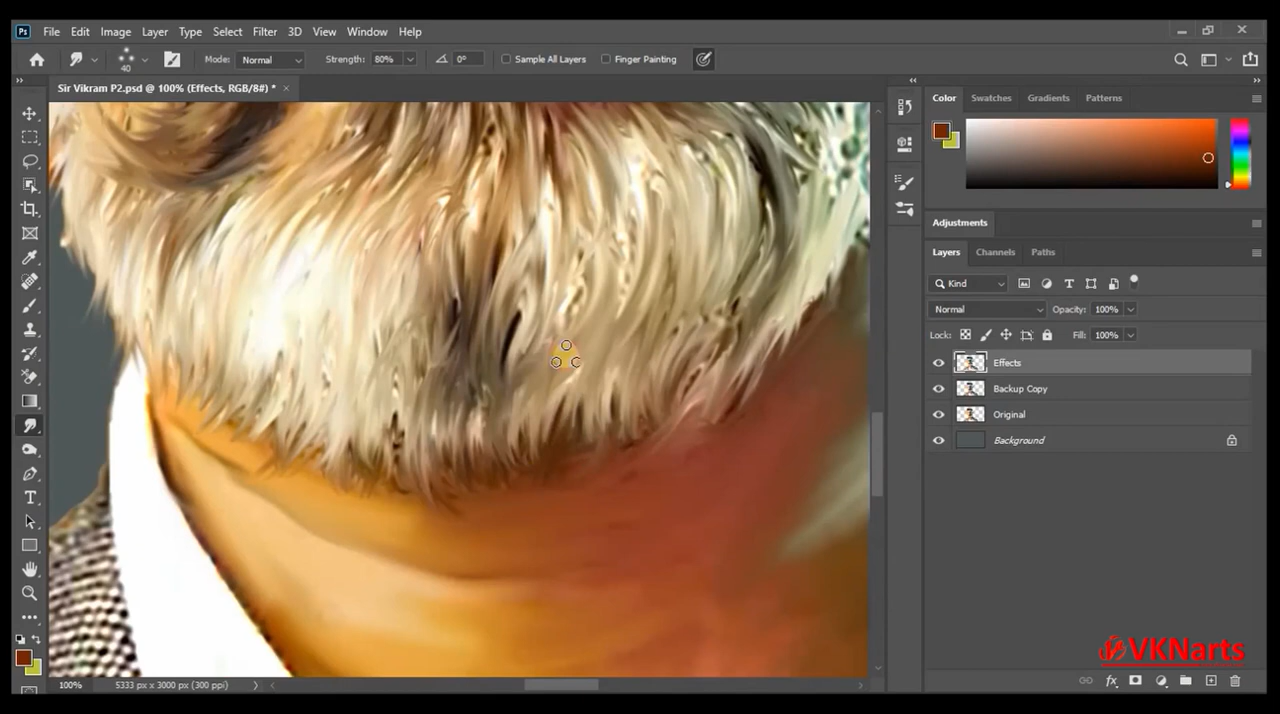 Ps File Edit Image Layer Type Select Filter 3D View Window Help
40 Mode: Normal Strength: 80% 0° Sample All Layers Finger Painting
Sir Vikram P2.psd @ 100% (Effects, RGB/8#) *
Color Swatches Gradients Patterns
Adjustments
Layers Channels Paths
Kind
Normal Opacity: 100%
Lock: Fill: 100%
Effects
Backup Copy
Original
Background
VKNarts
fx
100% 5333 px x 3000 px (300 ppi)